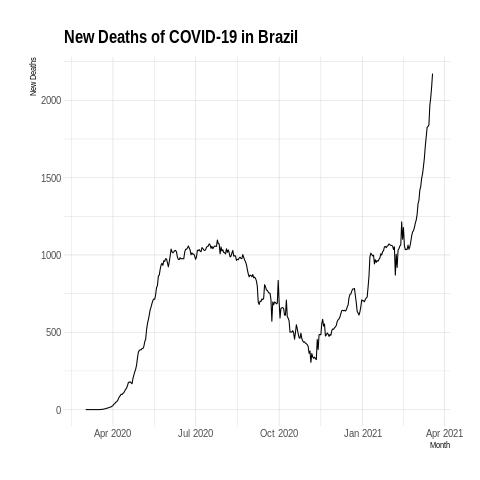 New Deaths of COVID-19 in Brazil
New Deaths
2000
1500
1000
500
0
Apr 2020 Jul 2020 Oct 2020 Jan 2021 Apr 2021
Month